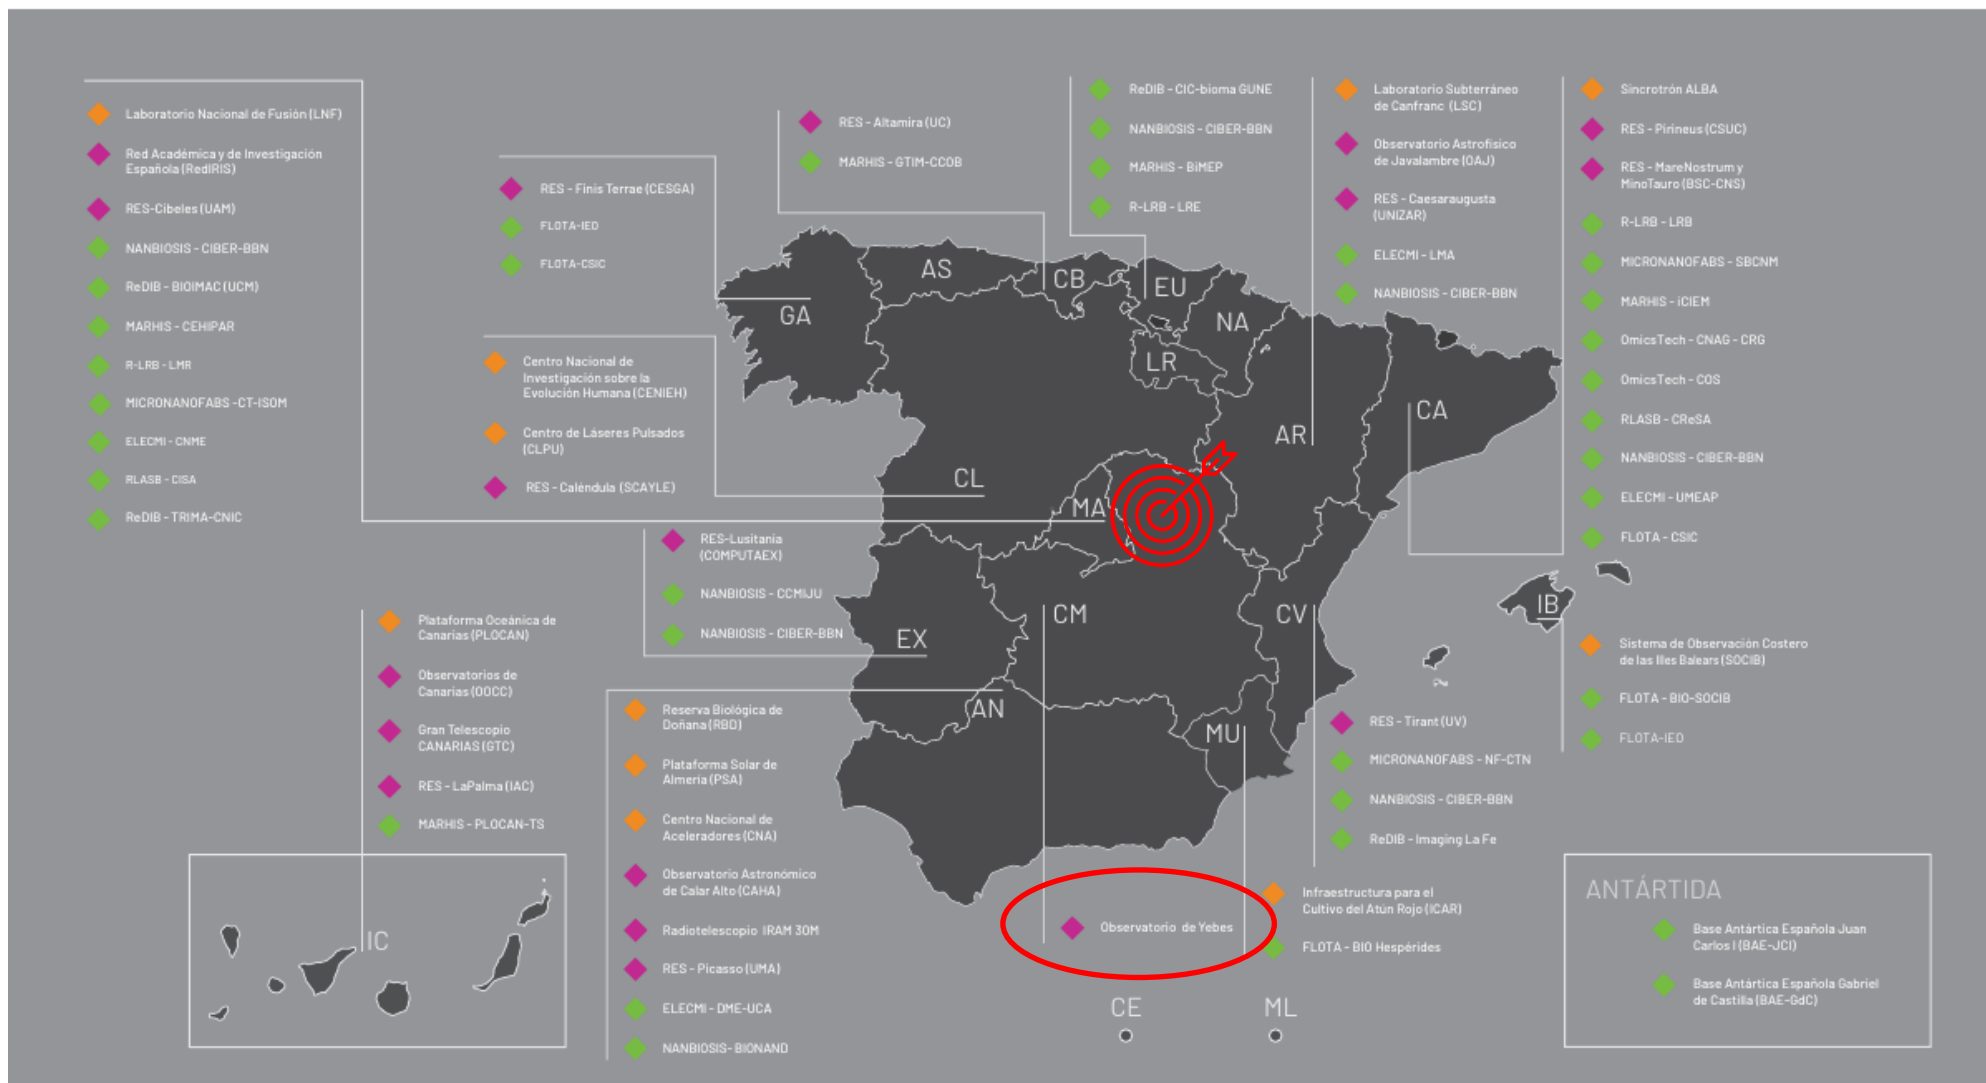 Laboratorio Nacional de Fusión (LNF)
Red Académica y de Investigación
Española (RedIRIS)
RES-Cibeles (UAM)
NANBIOSIS - CIBER-BBN
ReDIB - BIOIMAC (UCM)
MARHIS - CEHIPAR
R-LRB - LMR
MICRONANOFABS -CT-ISOM
ELECMI - CNME
RLASB - CISA
ReDIB - TRIMA-CNIC
RES - Finis Terrae (CESGA)
FLOTA-IEO
FLOTA-CSIC
Centro Nacional de
Investigación sobre la
Evolución Humana (CENIEH)
Centro de Láseres Pulsados
(CLPU)
RES - Caléndula (SCAYLE)
RES - Altamira (UC)
MARHIS - GTIM-CCOB
ReDIB - CIC-bioma GUNE
NANBIOSIS - CIBER-BBN
MARHIS - BiMEP
R-LRB - LRE
Laboratorio Subterráneo
de Canfranc (LSC)
Observatorio Astrofísico
de Javalambre (OAJ)
RES - Caesaraugusta
(UNIZAR)
ELECMI - LMA
NANBIOSIS - CIBER-BBN
Sincrotrón ALBA
RES - Pirineus (CSUC)
RES - MareNostrum y
MinoTauro (BSC-CNS)
R-LRB - LRB
MICRONANOFABS - SBCNM
MARHIS - iCIEM
OmicsTech - CNAG - CRG
OmicsTech - COS
RLASB - CReSA
NANBIOSIS - CIBER-BBN
ELECMI - UMEAP
FLOTA - CSIC
GA
AS
CB
EU
NA
LR
AR
CA
CL
MA
CM
CV
EX
AN
MU
IB
RES-Lusitania
(COMPUTAEX)
NANBIOSIS - CCMIJU
NANBIOSIS - CIBER-BBN
Plataforma Oceánica de
Canarias (PLOCAN)
Observatorios de
Canarias (OOCC)
Gran Telescopio
CANARIAS (GTC)
RES - LaPalma (IAC)
MARHIS - PLOCAN-TS
IC
Reserva Biológica de
Doñana (RBD)
Plataforma Solar de
Almería (PSA)
Centro Nacional de
Aceleradores (CNA)
Observatorio Astronómico
de Calar Alto (CAHA)
Radiotelescopio IRAM 30M
RES - Picasso (UMA)
ELECMI - DME-UCA
NANBIOSIS- BIONAND
Observatorio de Yebes
RES - Tirant (UV)
MICRONANOFABS - NF-CTN
NANBIOSIS - CIBER-BBN
ReDIB - Imaging La Fe
Infraestructura para el
Cultivo del Atún Rojo (ICAR)
FLOTA - BIO Hespérides
Sistema de Observación Costero
de las Illes Balears (SOCIB)
FLOTA - BIO-SOCIB
FLOTA-IEO
CE
ML
ANTÁRTIDA
Base Antártica Española Juan
Carlos I (BAE-JCI)
Base Antártica Española Gabriel
de Castilla (BAE-GdC)